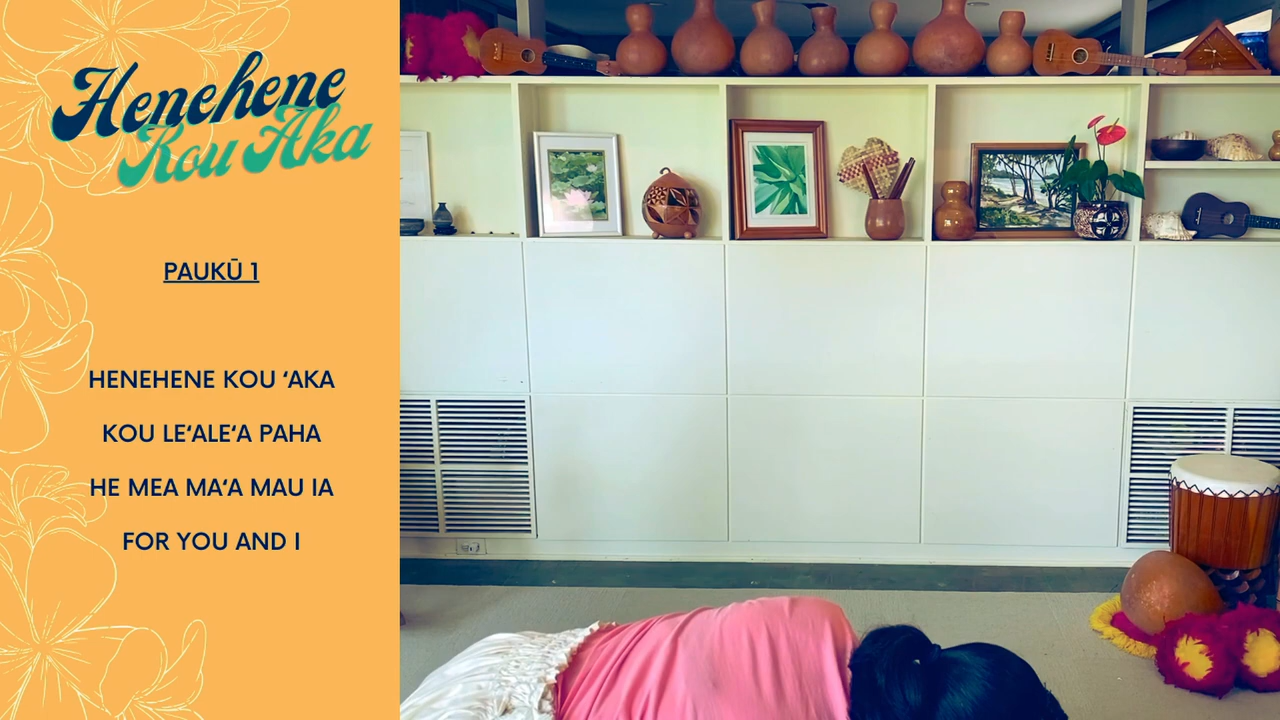 Henehene
Kou Aka
PAUKŪ 1
HENEHENE KOU ʻAKA
KOU LEʻALEʻA PAHA
HE MEA MAʻA MAU IA
FOR YOU AND I